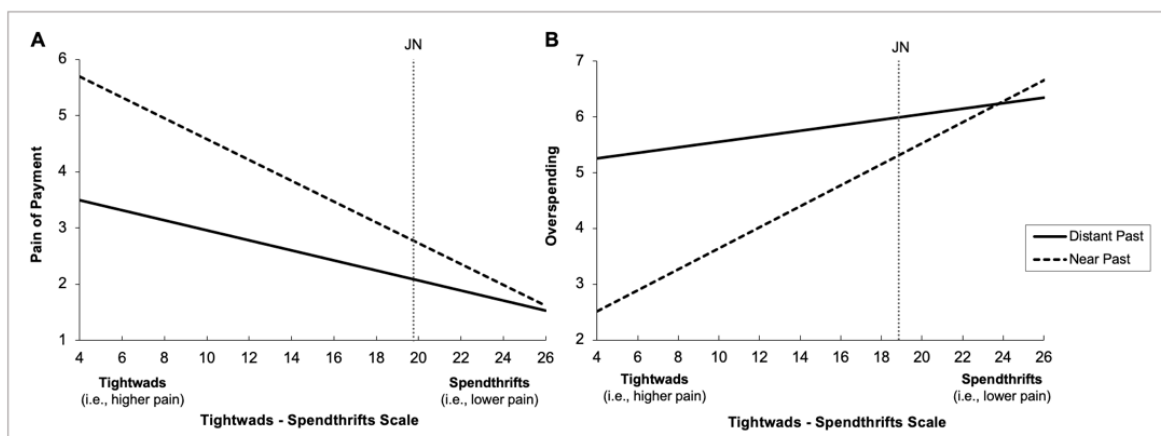 A
JN
6
5
4
3
2
1
Pain of Payment
4 6 8 10 12 14 16 18 20 22 24 26
Tightwads
(i.e., higher pain)
Spendthrifts
(i.e., lower pain)
Tightwads - Spendthrifts Scale
B
JN
7
6
5
4
3
2
Overspending
4 6 8 10 12 14 16 18 20 22 24 26
Tightwads
(i.e., higher pain)
Spendthrifts
(i.e., lower pain)
Tightwads - Spendthrifts Scale
Distant Past
Near Past